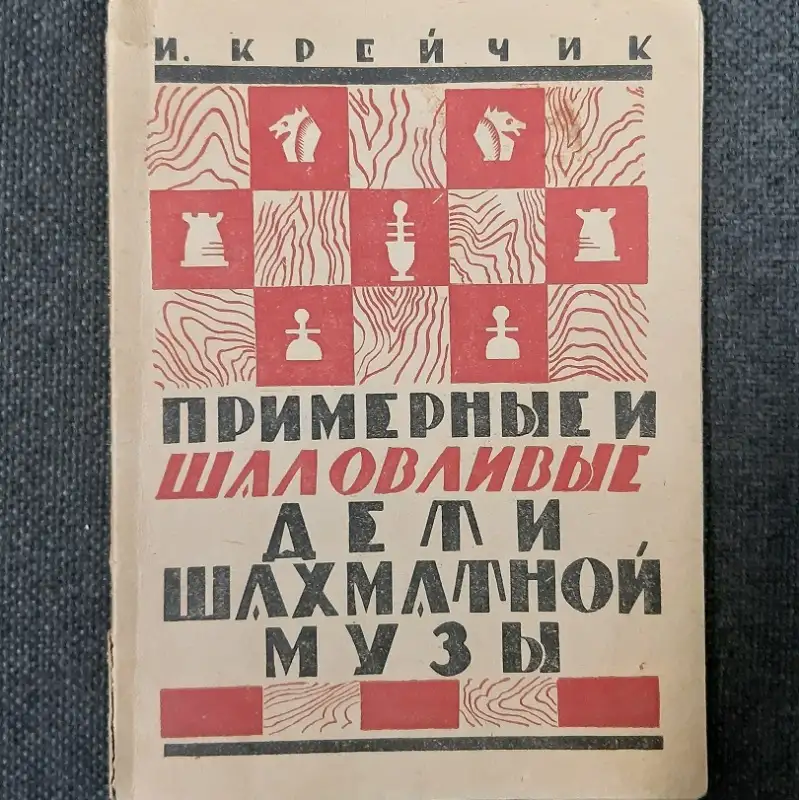 И. КРЕЙЧИК
ПРИМЕРНЫЕ И
ШАЛОВЛИВЫЕ
ДЕТИ
ШАХМАТНОЙ
МУЗЫ